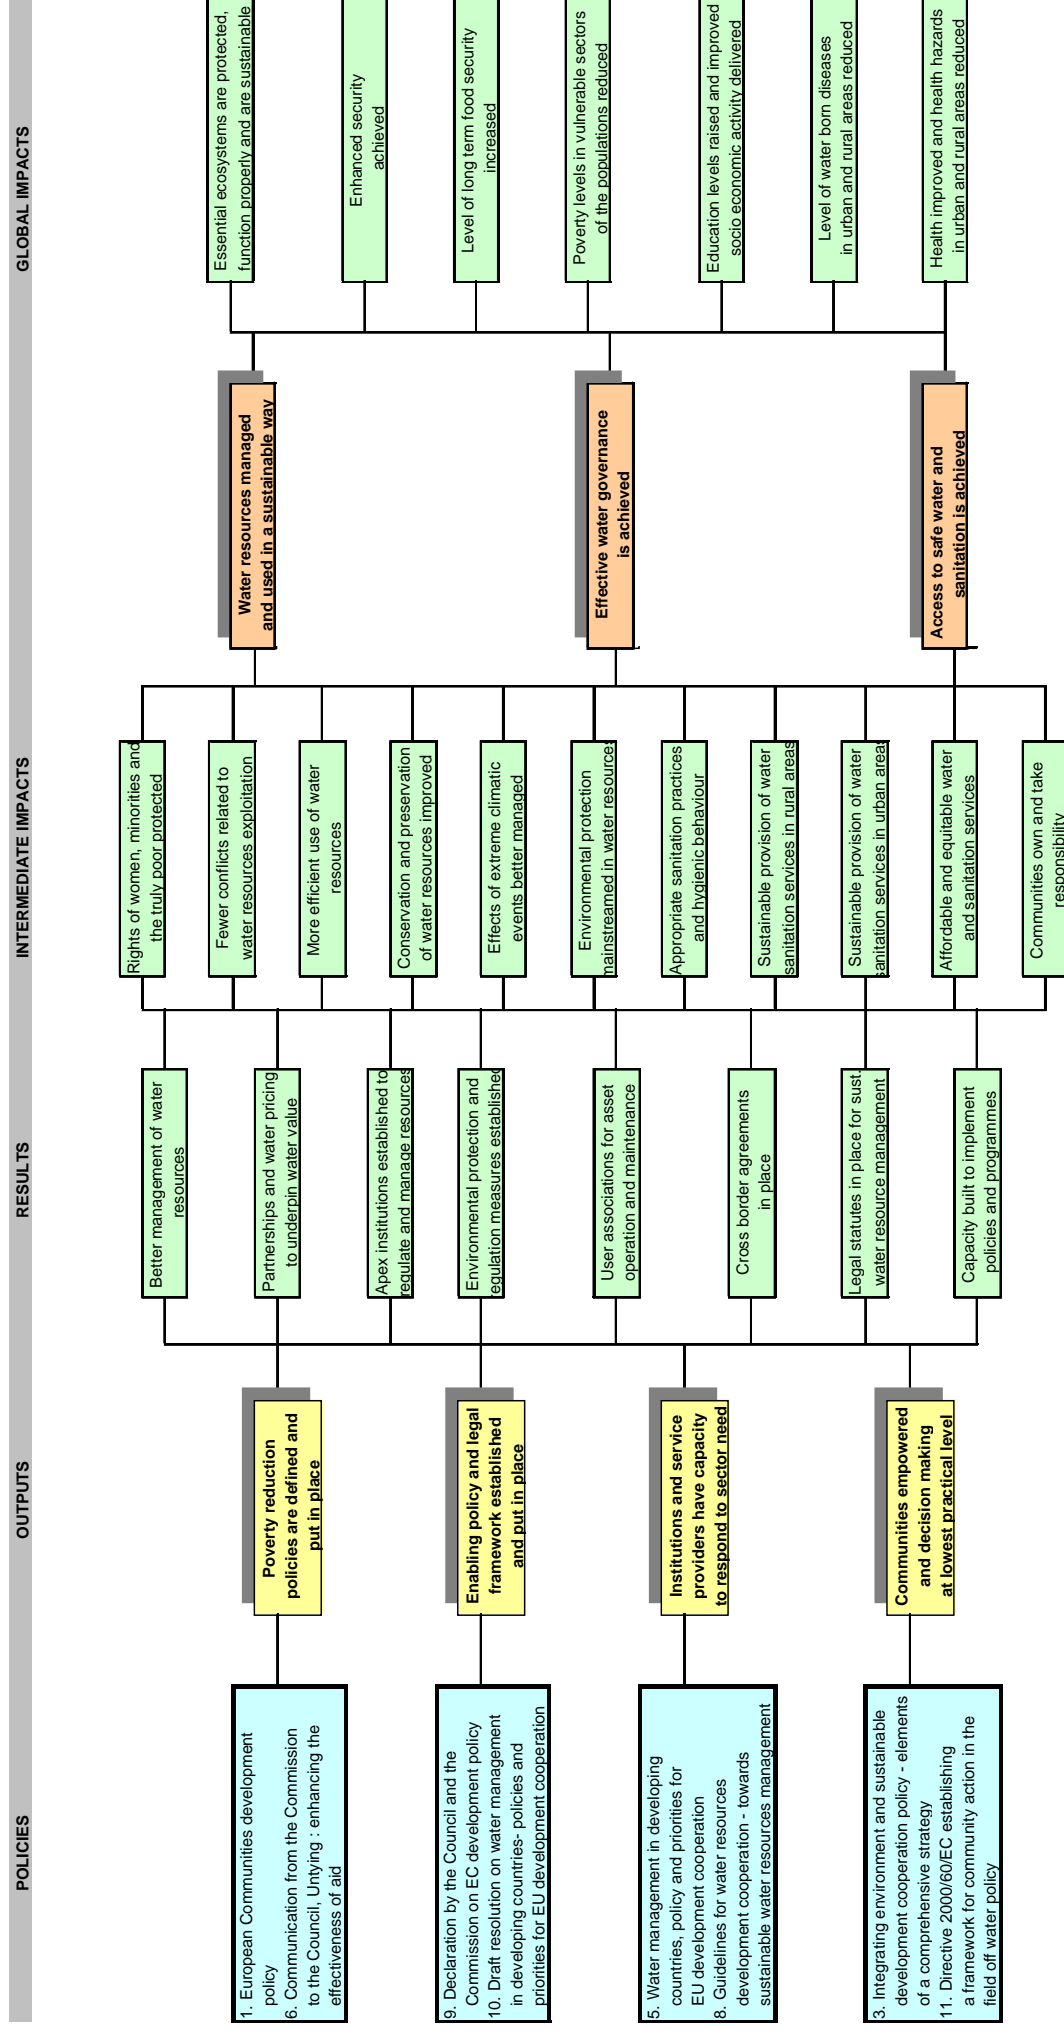 POLICIES
OUTPUTS
RESULTS
INTERMEDIATE IMPACTS
GLOBAL IMPACTS
1. European Communities development
policy
6. Communication from the Commission
to the Council, Untying : enhancing the
effectiveness of aid
9. Declaration by the Council and the
Commission on EC development policy
10. Draft resolution on water management
in developing countries- policies and
priorities for EU development cooperation
5. Water management in developing
countries, policy and priorities for
EU development cooperation
8. Guidelines for water resources
development cooperation - towards
sustainable water resources management
3. Integrating environment and sustainable
development cooperation policy - elements
of a comprehensive strategy
11. Directive 2000/60/EC establishing
a framework for community action in the
field off water policy
Poverty reduction
policies are defined and
put in place
Enabling policy and legal
framework established
and put in place
Institutions and service
providers have capacity
to respond to sector need
Communities empowered
and decision making
at lowest practical level
Better management of water
resources
Partnerships and water pricing
to underpin water value
Apex institutions established to
regulate and manage resources
Environmental protection and
regulation measures established
User associations for asset
operation and maintenance
Cross border agreements
in place
Legal statutes in place for sust.
water resource management
Capacity built to implement
policies and programmes
Rights of women, minorities and
the truly poor protected
Fewer conflicts related to
water resources exploitation
More efficient use of water
resources
Conservation and preservation
of water resources improved
Effects of extreme climatic
events better managed
Environmental protection
mainstreamed in water resources
Appropriate sanitation practices
and hygienic behaviour
Sustainable provision of water
sanitation services in rural areas
Sustainable provision of water
sanitation services in urban areas
Affordable and equitable water
and sanitation services
Communities own and take
responsibility
Water resources managed
and used in a sustainable way
Effective water governance
is achieved
Access to safe water and
sanitation is achieved
Essential ecosystems are protected,
function properly and are sustainable
Enhanced security
achieved
Level of long term food security
increased
Poverty levels in vulnerable sectors
of the populations reduced
Education levels raised and improved
socio economic activity delivered
Level of water born diseases
in urban and rural areas reduced
Health improved and health hazards
in urban and rural areas reduced